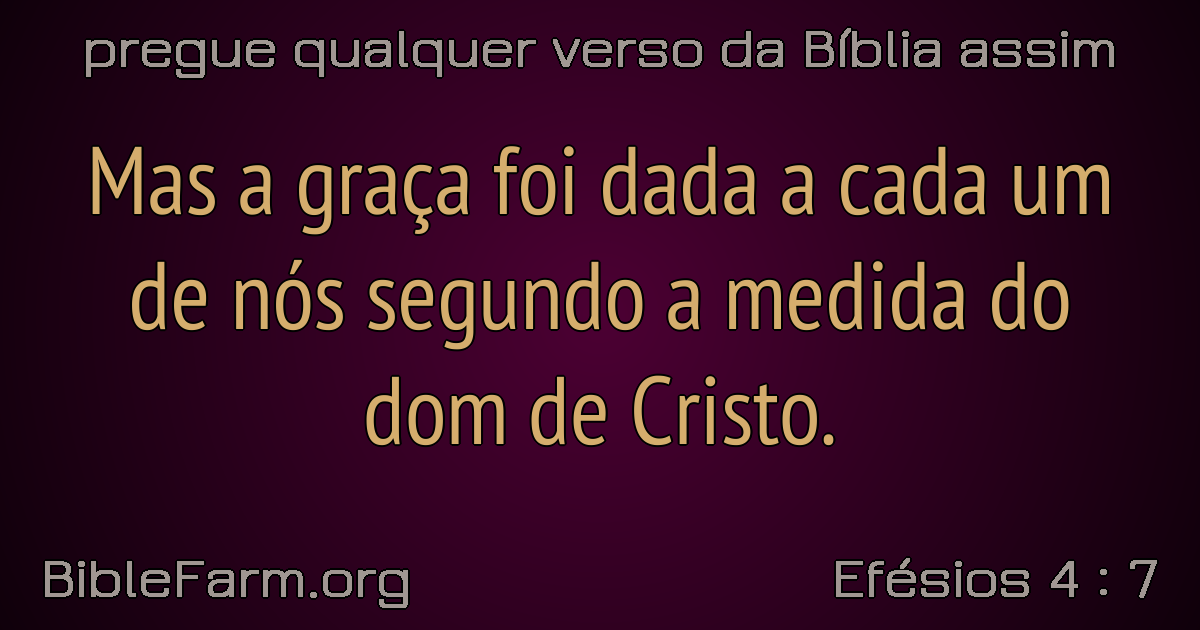 pregue qualquer verso da Bíblia assim
Mas a graça foi dada a cada um
de nós segundo a medida do
dom de Cristo.
BibleFarm.org
Efésios 4 : 7